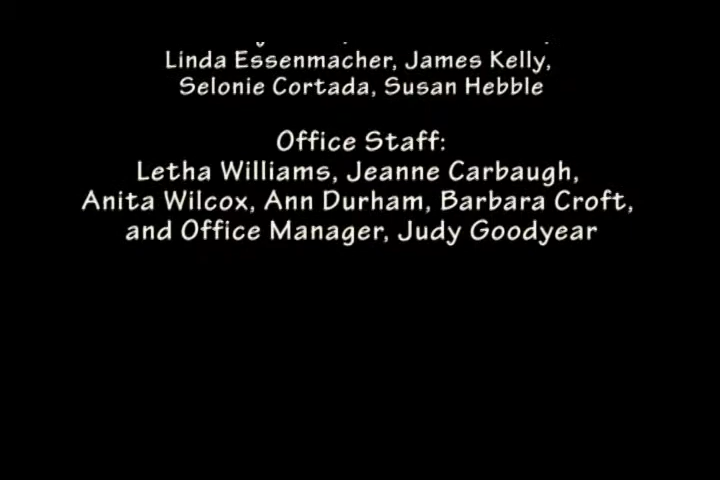 Linda Essenmacher, James Kelly,
Selonie Cortada, Susan Hebble
Office Staff:
Letha Williams, Jeanne Carbaugh,
Anita Wilcox, Ann Durham, Barbara Croft,
and Office Manager, Judy Goodyear